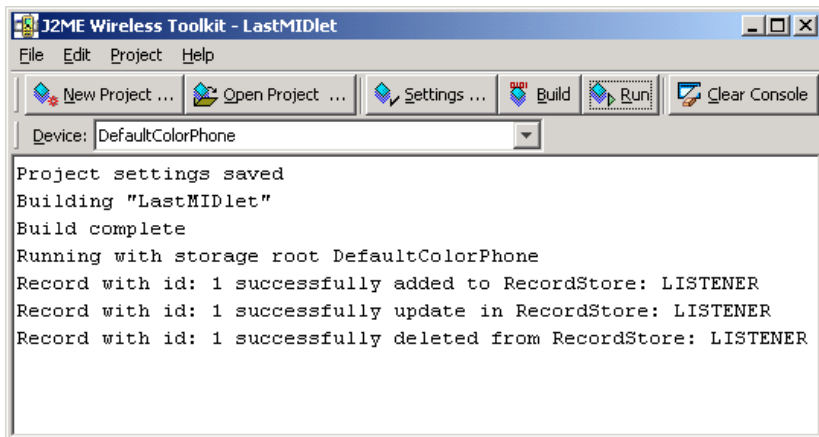 J2ME Wireless Toolkit - LastMIDlet
File Edit Project Help
New Project ... Open Project ... Settings ... Build Run Clear Console
Device: DefaultColorPhone
Project settings saved
Building "LastMIDlet"
Build complete
Running with storage root DefaultColorPhone
Record with id: 1 successfully added to RecordStore: LISTENER
Record with id: 1 successfully update in RecordStore: LISTENER
Record with id: 1 successfully deleted from RecordStore: LISTENER